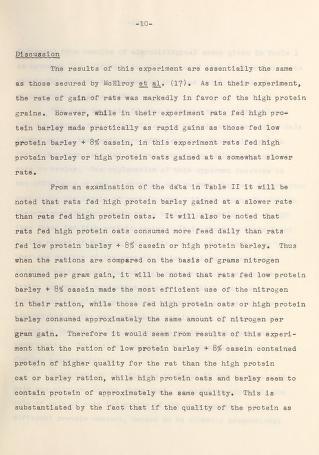 -10-
Discussion
The results of this experiment are essentially the same
as those secured by McElroy et al. (17). As in their experiment,
the rate of gain of rats was markedly in favor of the high protein
grains. However, while in their experiment rats fed high pro-
tein barley made practically as rapid gains as those fed low
protein barley + 8% casein, in this experiment rats fed high
protein barley or high protein oats gained at a somewhat slower
rate.
From an examination of the data in Table II it will be
noted that rats fed high protein barley gained at a slower rate
than rats fed high protein oats. It will also be noted that
rats fed high protein oats consumed more feed daily than rats
fed low protein barley + 8% casein or high protein barley. Thus
when the rations are compared on the basis of grams nitrogen
consumed per gram gain, it will be noted that rats fed low protein
barley + 8% casein made the most efficient use of the nitrogen
in their ration, while those fed high protein oats or high protein
barley consumed approximately the same amount of nitrogen per
gram gain. Therefore it would seem from results of this experi-
ment that the ration of low protein barley + 8% casein contained
protein of higher quality for the rat than the high protein
oat or barley ration, while high protein oats and barley seem to
contain protein of approximately the same quality. This is
substantiated by the fact that if the quality of the protein as